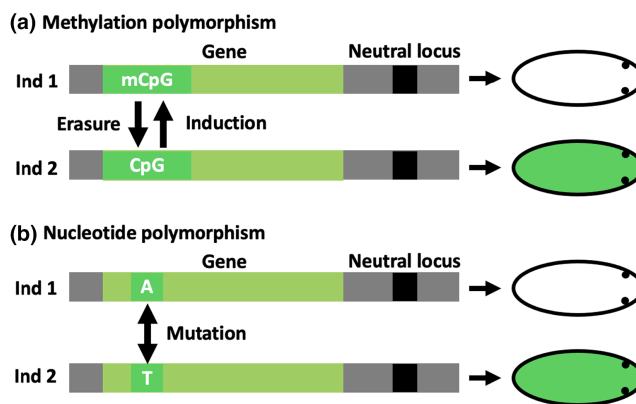 (a) Methylation polymorphism
Gene Neutral locus
Ind 1 mCpG
Erasure Induction
Ind 2 CpG
(b) Nucleotide polymorphism
Gene Neutral locus
Ind 1 A
Mutation
Ind 2 T